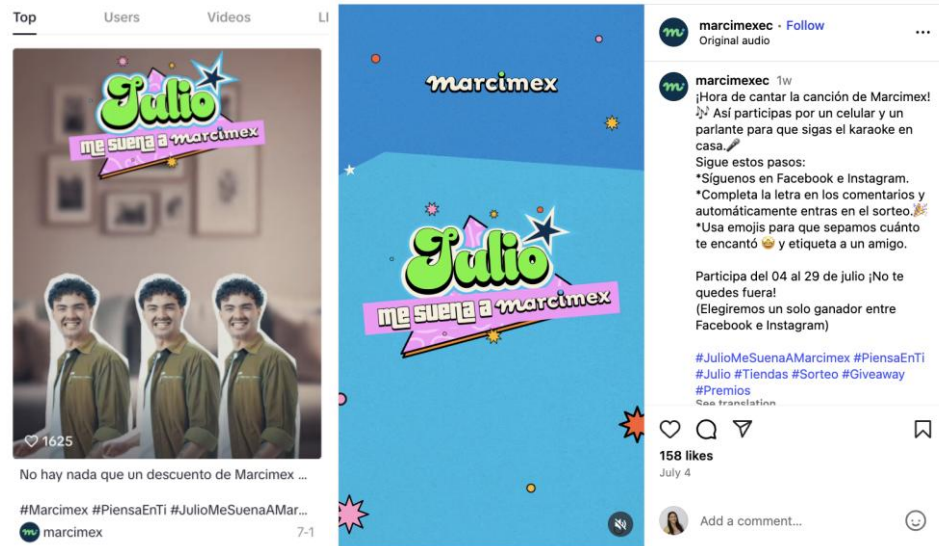 Top
Users
Videos
Julio
me suena a marcimex
1625
No hay nada que un descuento de Marcimex ...
#Marcimex #PiensaEnTi #JulioMeSuenaAMar...
marcimex
7-1
marcimex
Julio
me suena a marcimex
marcimexec · Follow
Original audio
marcimexec 1w
¡Hora de cantar la canción de Marcimex!
🎶 Así participas por un celular y un
parlante para que sigas el karaoke en
casa.🎤
Sigue estos pasos:
*Síguenos en Facebook e Instagram.
*Completa la letra en los comentarios y
automáticamente entras en el sorteo.🎉
*Usa emojis para que sepamos cuánto
te encantó 🤩 y etiqueta a un amigo.
Participa del 04 al 29 de julio ¡No te
quedes fuera!
(Elegiremos un solo ganador entre
Facebook e Instagram)
#JulioMeSuenaAMarcimex #PiensaEnTi
#Julio #Tiendas #Sorteo #Giveaway
#Premios
See translation
158 likes
July 4
Add a comment...